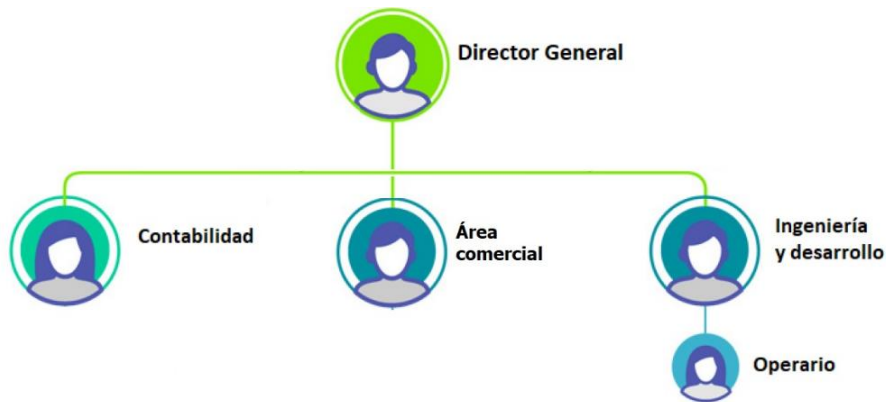 Director General
Contabilidad
Área
comercial
Ingeniería
y desarrollo
Operario